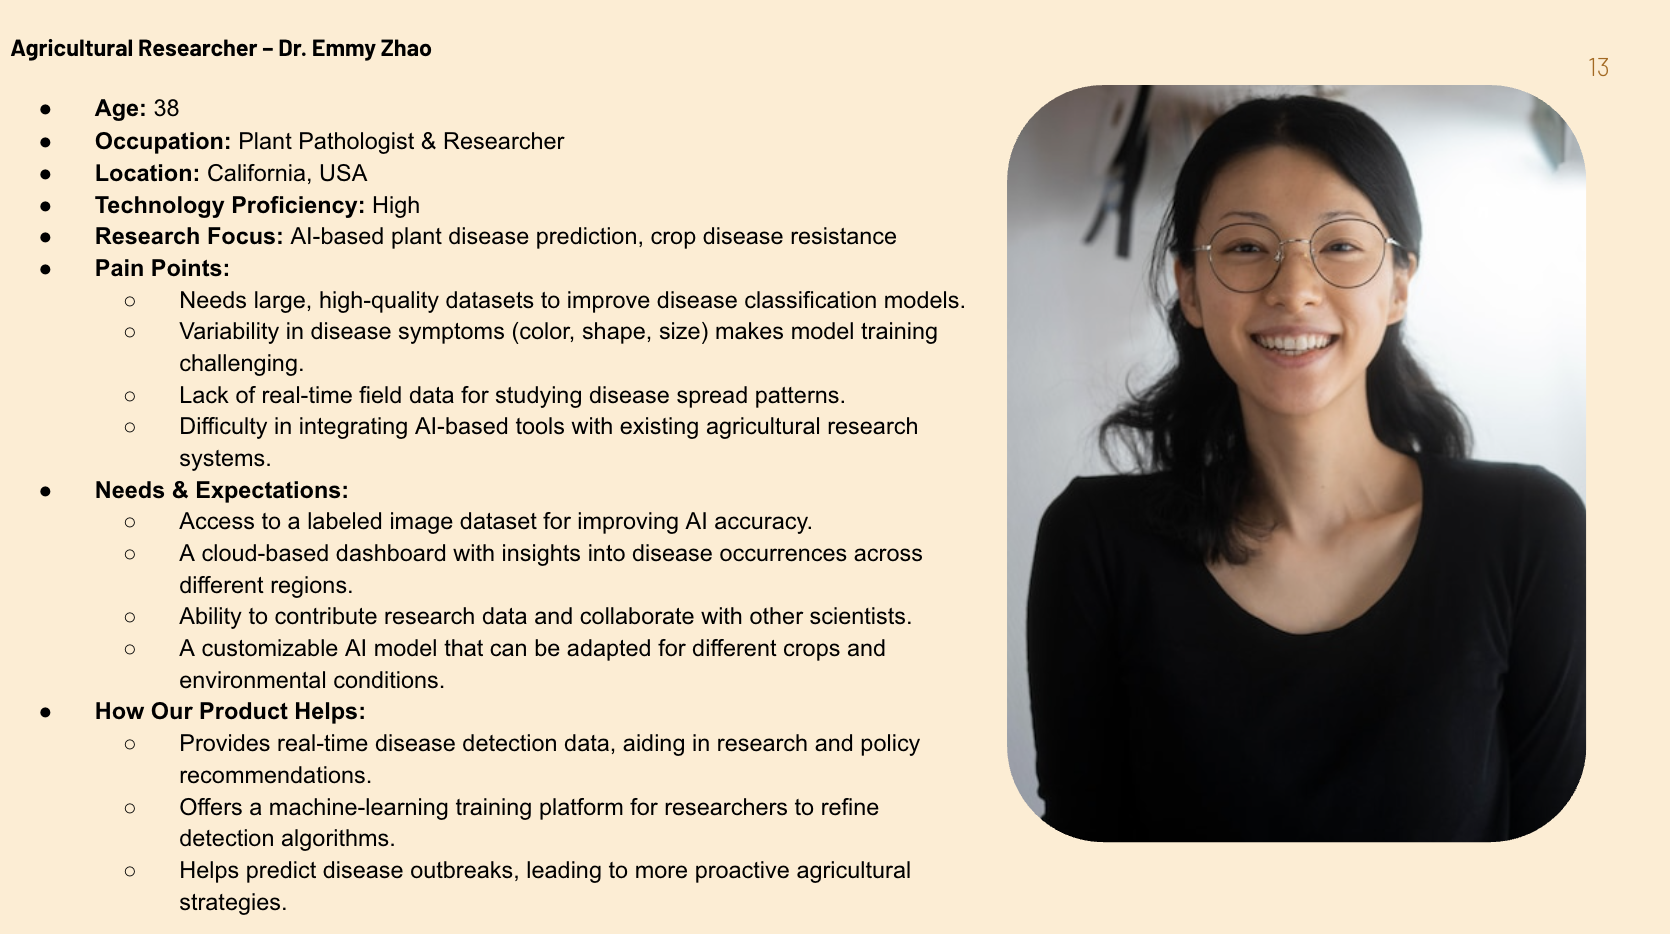 Agricultural Researcher – Dr. Emmy Zhao
13
● Age: 38
● Occupation: Plant Pathologist & Researcher
● Location: California, USA
● Technology Proficiency: High
● Research Focus: AI-based plant disease prediction, crop disease resistance
● Pain Points:
○ Needs large, high-quality datasets to improve disease classification models.
○ Variability in disease symptoms (color, shape, size) makes model training
challenging.
○ Lack of real-time field data for studying disease spread patterns.
○ Difficulty in integrating AI-based tools with existing agricultural research
systems.
● Needs & Expectations:
○ Access to a labeled image dataset for improving AI accuracy.
○ A cloud-based dashboard with insights into disease occurrences across
different regions.
○ Ability to contribute research data and collaborate with other scientists.
○ A customizable AI model that can be adapted for different crops and
environmental conditions.
● How Our Product Helps:
○ Provides real-time disease detection data, aiding in research and policy
recommendations.
○ Offers a machine-learning training platform for researchers to refine
detection algorithms.
○ Helps predict disease outbreaks, leading to more proactive agricultural
strategies.